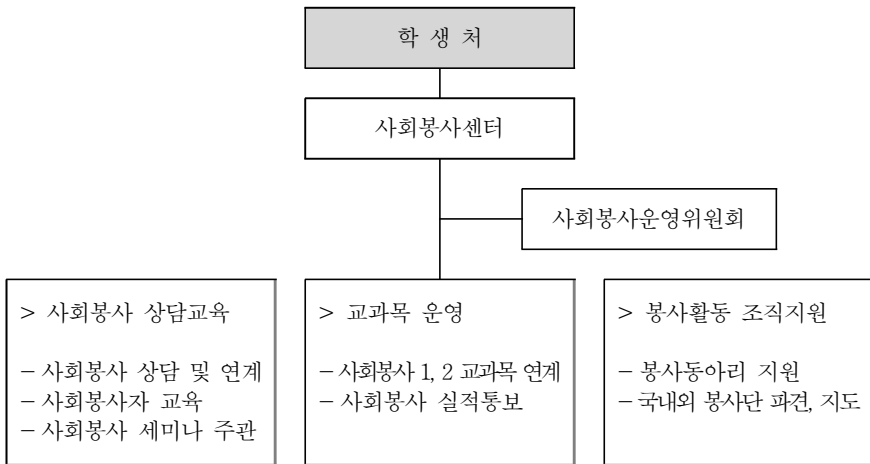 학 생 처
사회봉사센터
사회봉사운영위원회
> 사회봉사 상담교육
− 사회봉사 상담 및 연계
− 사회봉사자 교육
− 사회봉사 세미나 주관
> 교과목 운영
− 사회봉사 1, 2 교과목 연계
− 사회봉사 실적통보
> 봉사활동 조직지원
− 봉사동아리 지원
− 국내외 봉사단 파견, 지도